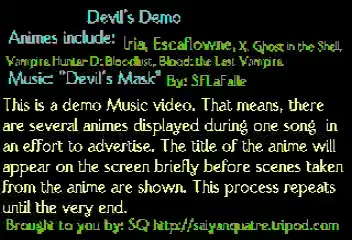 Devil's Demo
Animes include: Iria, Escaflowne, X, Ghost in the Shell,
Vampire Hunter D: Bloodlust, Blood: the Last Vampire.
Music: "Devil's Mask" By: SFLaFalle
This is a demo Music video. That means, there
are several animes displayed during one song in
an effort to advertise. The title of the anime will
appear on the screen briefly before scenes taken
from the anime are shown. This process repeats
until the very end.
Brought to you by: SQ http://saiyanquatre.tripod.com